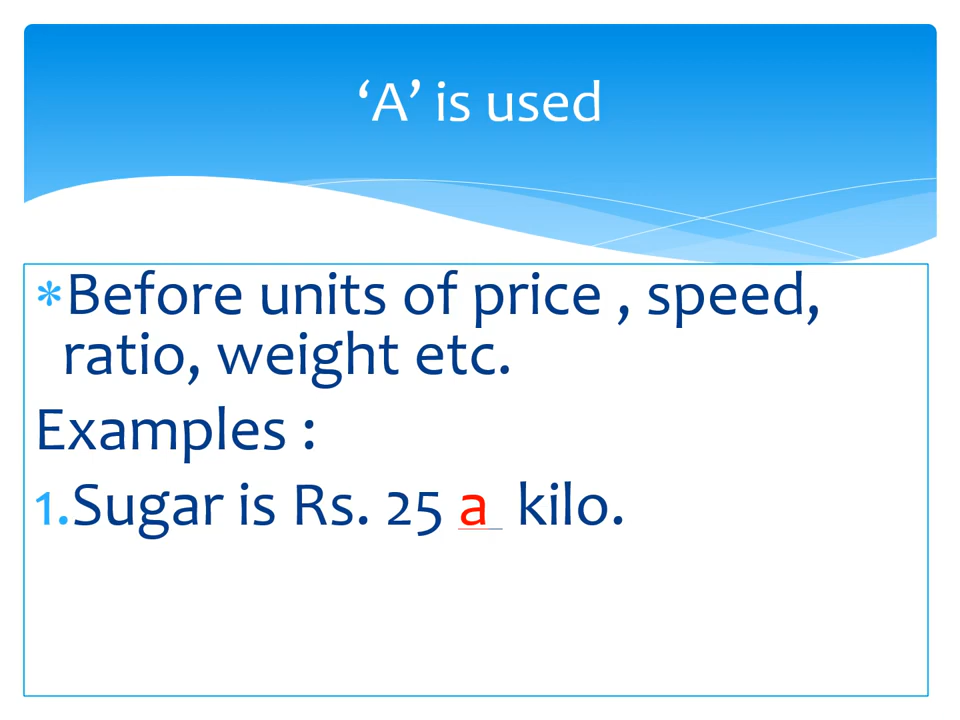 ‘A’ is used
*Before units of price , speed,
ratio, weight etc.
Examples :
1.Sugar is Rs. 25 a kilo.